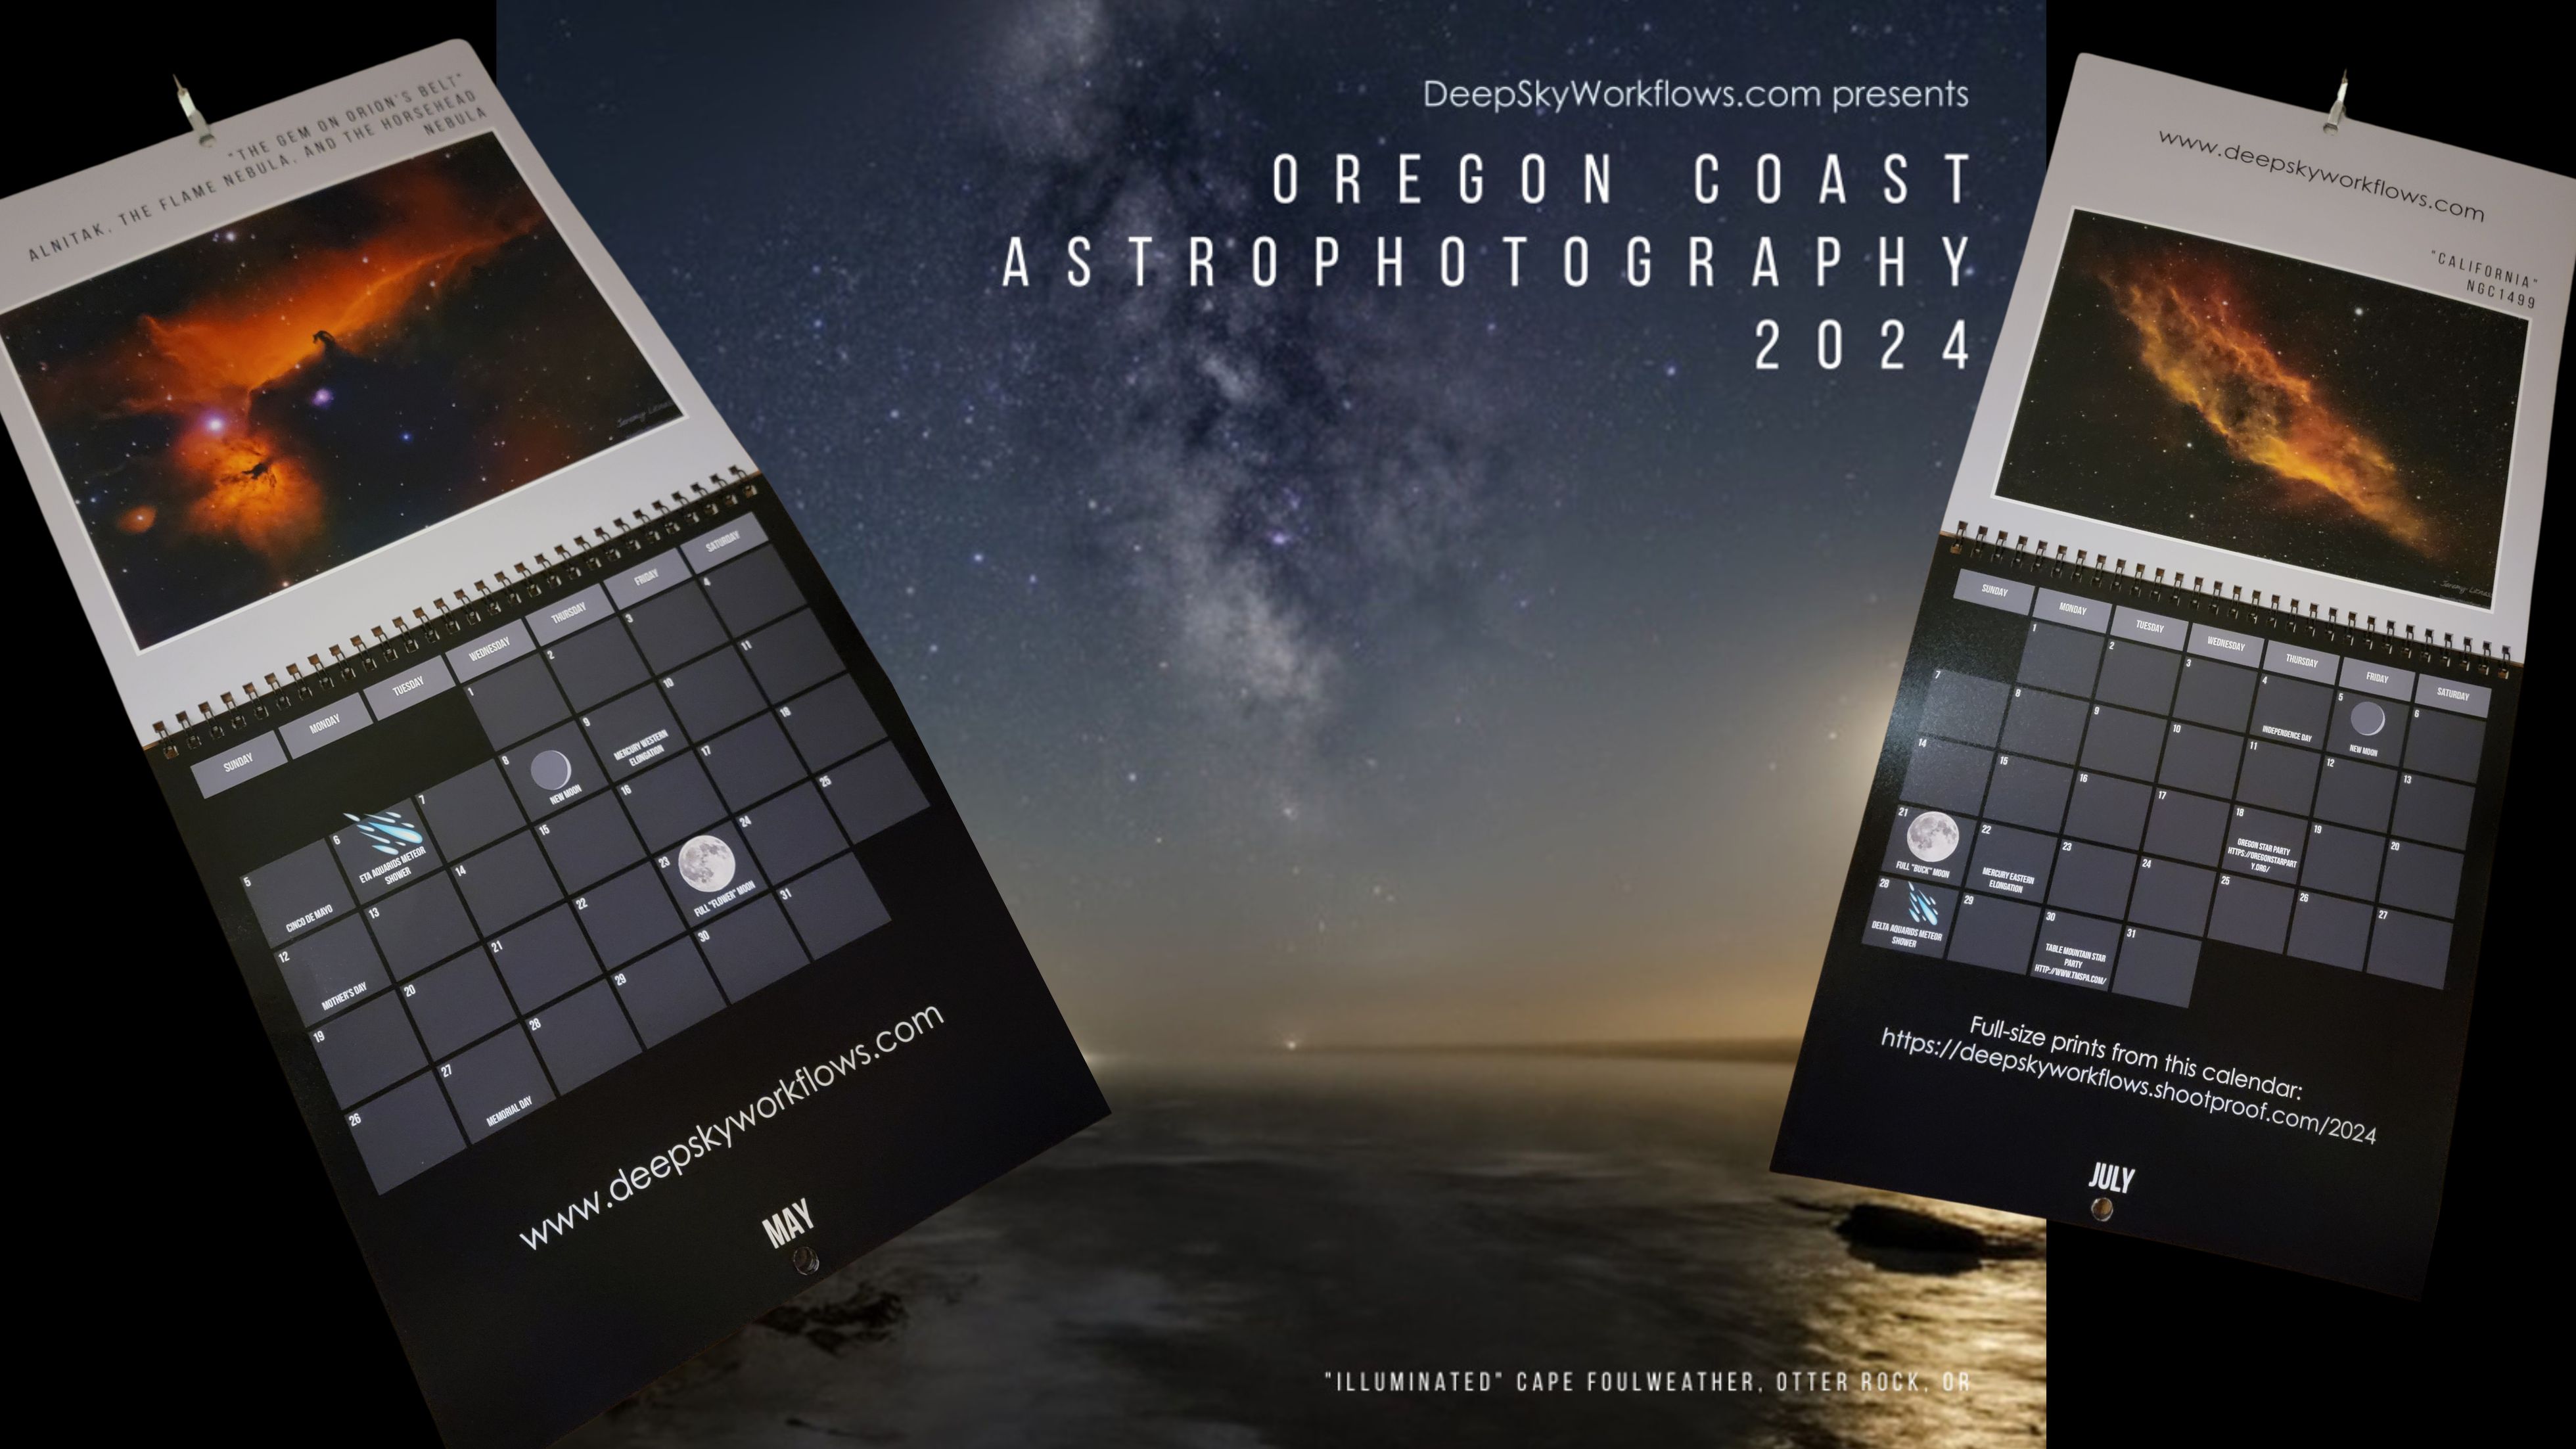 "THE GEM ON ORION'S BELT"
ALNITAK, THE FLAME NEBULA, AND THE HORSEHEAD
NEBULA
SUNDAY MONDAY TUESDAY WEDNESDAY THURSDAY FRIDAY SATURDAY
1 2 3 4
5 6 7 8 9 10 11
CINCO DE MAYO
ETA AQUARIDS METEOR
SHOWER
NEW MOON
MERCURY WESTERN
ELONGATION
12 13 14 15 16 17 18
MOTHER'S DAY
19 20 21 22 23 24 25
FULL "FLOWER" MOON
26 27 28 29 30 31
MEMORIAL DAY
www.deepskyworkflows.com
MAY
DeepSkyWorkflows.com presents
OREGON COAST
ASTROPHOTOGRAPHY
2024
"ILLUMINATED" CAPE FOULWEATHER, OTTER ROCK, OR
www.deepskyworkflows.com
"CALIFORNIA"
NGC1499
SUNDAY MONDAY TUESDAY WEDNESDAY THURSDAY FRIDAY SATURDAY
1 2 3 4 5 6
INDEPENDENCE DAY
NEW MOON
7 8 9 10 11 12 13
14 15 16 17 18 19 20
OREGON STAR PARTY
HTTPS://OREGONSTARPART
Y.ORG/
21 22 23 24 25 26 27
FULL "BUCK" MOON
MERCURY EASTERN
ELONGATION
28 29 30 31
DELTA AQUARIDS METEOR
SHOWER
TABLE MOUNTAIN STAR
PARTY
HTTP://WWW.TMSPA.COM/
Full-size prints from this calendar:
https://deepskyworkflows.shootproof.com/2024
JULY